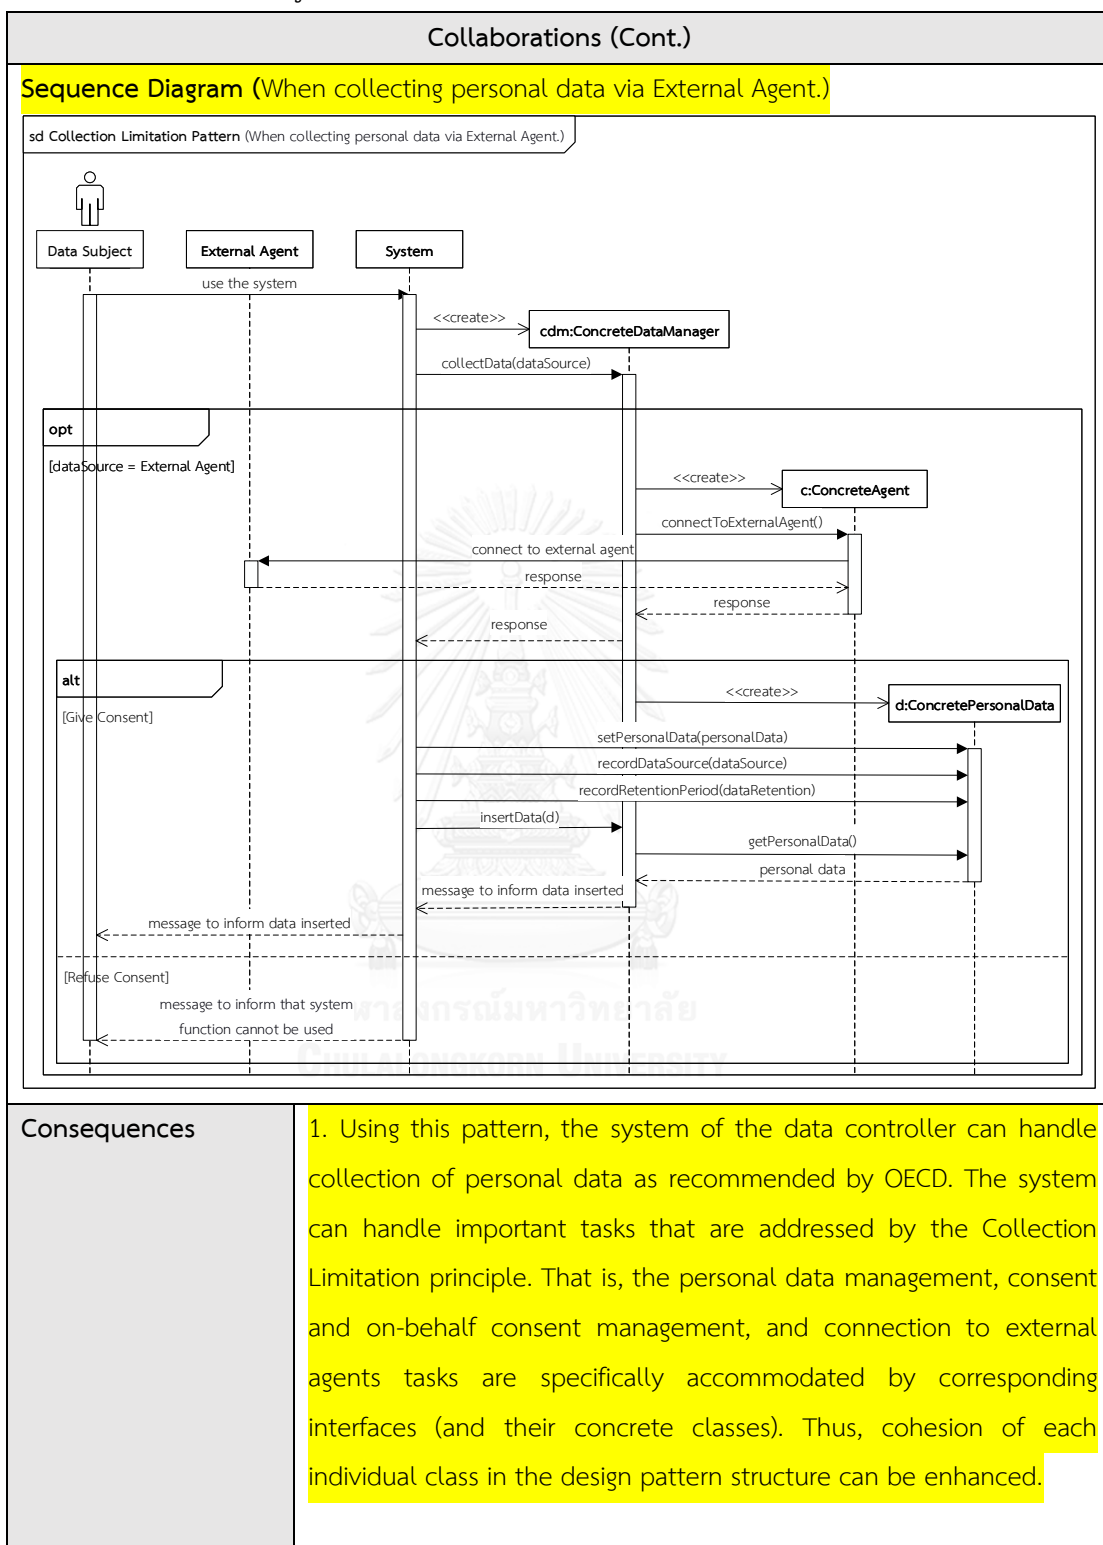 Collaborations (Cont.)
Sequence Diagram (When collecting personal data via External Agent.)
sd Collection Limitation Pattern (When collecting personal data via External Agent.)
Data Subject
External Agent
System
use the system
<<create>>
cdm:ConcreteDataManager
collectData(dataSource)
opt
[dataSource = External Agent]
<<create>>
c:ConcreteAgent
connectToExternalAgent()
connect to external agent
response
response
response
alt
<<create>>
d:ConcretePersonalData
[Give Consent]
setPersonalData(personalData)
recordDataSource(dataSource)
recordRetentionPeriod(dataRetention)
insertData(d)
getPersonalData()
personal data
message to inform data inserted
message to inform data inserted
[Refuse Consent]
message to inform that system
function cannot be used
CHULALONGKORN UNIVERSITY
Consequences
1. Using this pattern, the system of the data controller can handle
collection of personal data as recommended by OECD. The system
can handle important tasks that are addressed by the Collection
Limitation principle. That is, the personal data management, consent
and on-behalf consent management, and connection to external
agents tasks are specifically accommodated by corresponding
interfaces (and their concrete classes). Thus, cohesion of each
individual class in the design pattern structure can be enhanced.